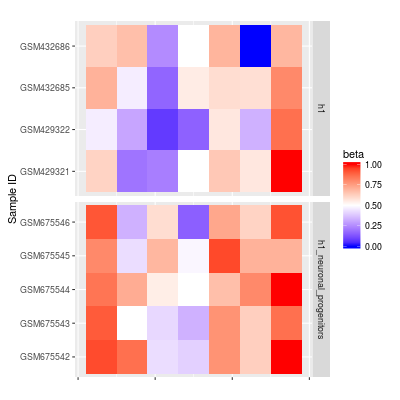 Sample ID
GSM432686
GSM432685
GSM429322
GSM429321
h1
GSM675546
GSM675545
GSM675544
GSM675543
GSM675542
h1_neuronal_progenitors
beta
1.00
0.75
0.50
0.25
0.00